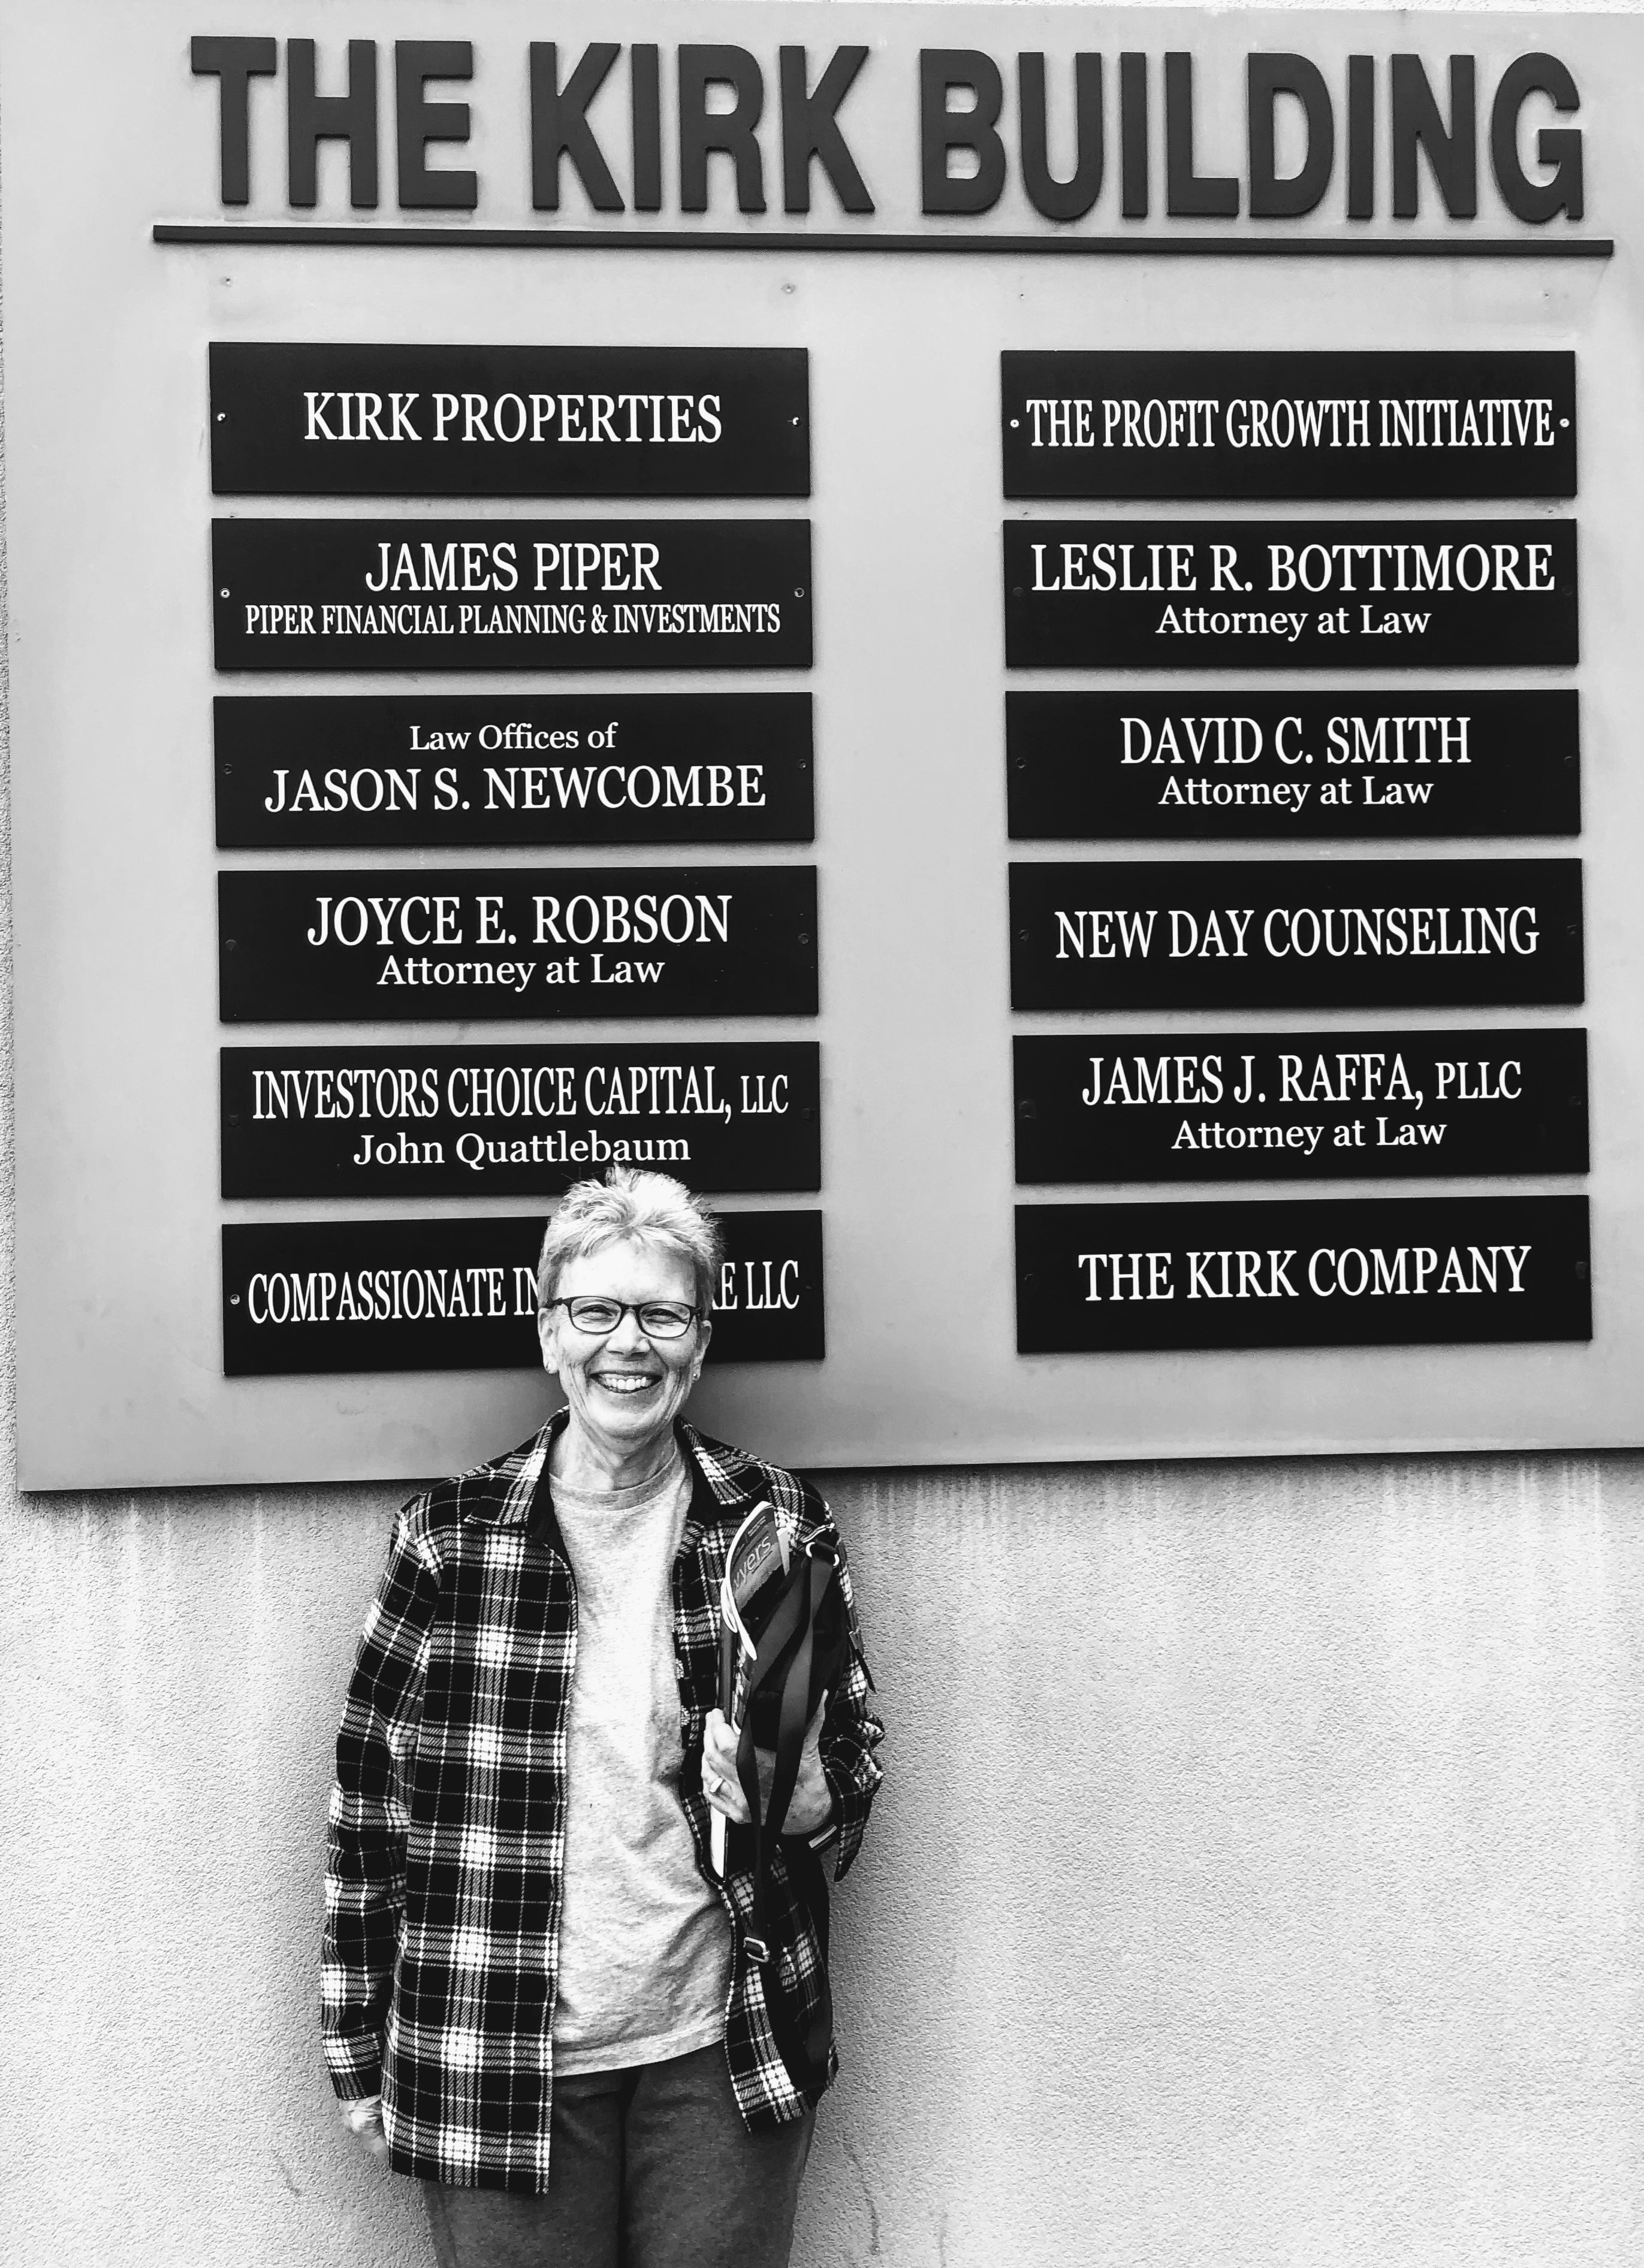 THE KIRK BUILDING
KIRK PROPERTIES
JAMES PIPER
PIPER FINANCIAL PLANNING & INVESTMENTS
Law Offices of
JASON S. NEWCOMBE
JOYCE E. ROBSON
Attorney at Law
INVESTORS CHOICE CAPITAL, LLC
John Quattlebaum
COMPASSIONATE LLC
THE PROFIT GROWTH INITIATIVE
LESLIE R. BOTTIMORE
Attorney at Law
DAVID C. SMITH
Attorney at Law
NEW DAY COUNSELING
JAMES J. RAFFA, PLLC
Attorney at Law
THE KIRK COMPANY